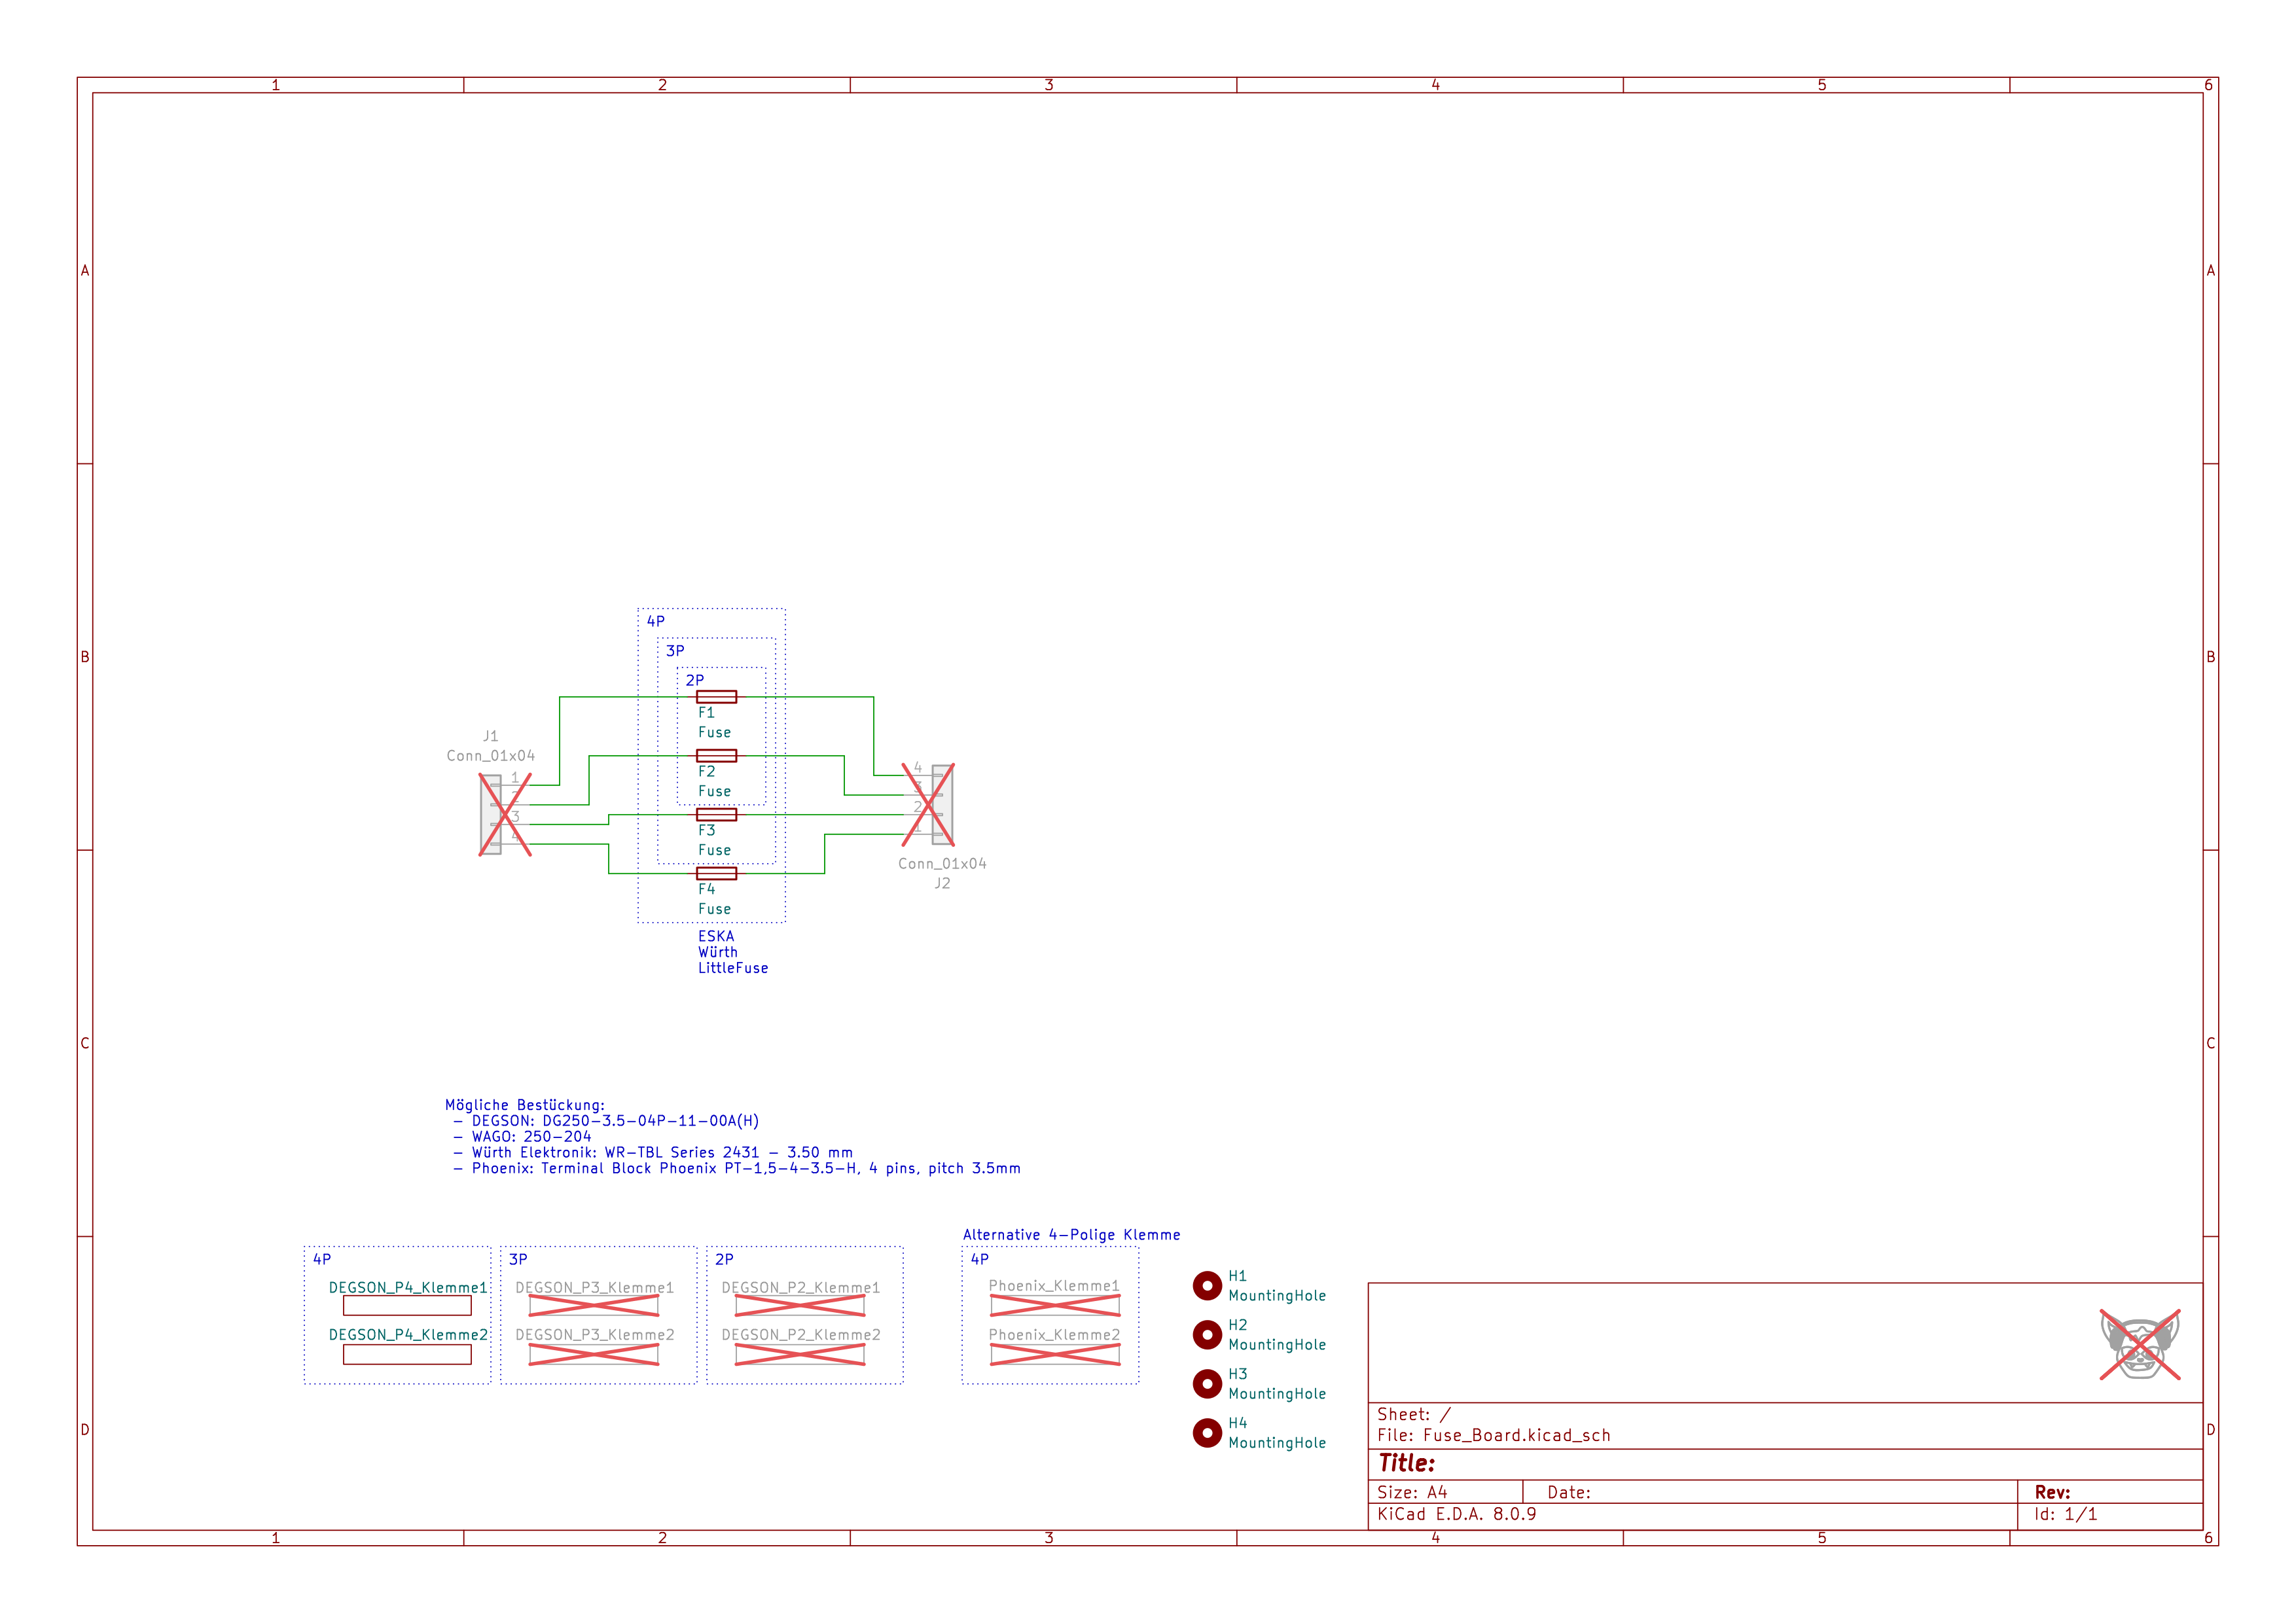 1 2 3 4 5 6
A A
B B
C C
D D
4P
3P
2P
F1
Fuse
F2
Fuse
F3
Fuse
F4
Fuse
J1
Conn_01x04
1
2
3
4
4
3
2
1
Conn_01x04
J2
ESKA
Würth
LittleFuse
Mögliche Bestückung:
- DEGSON: DG250-3.5-04P-11-00A(H)
- WAGO: 250-204
- Würth Elektronik: WR-TBL Series 2431 - 3.50 mm
- Phoenix: Terminal Block Phoenix PT-1,5-4-3.5-H, 4 pins, pitch 3.5mm
4P
DEGSON_P4_Klemme1
DEGSON_P4_Klemme2
3P
DEGSON_P3_Klemme1
DEGSON_P3_Klemme2
2P
DEGSON_P2_Klemme1
DEGSON_P2_Klemme2
Alternative 4-Polige Klemme
4P
Phoenix_Klemme1
Phoenix_Klemme2
H1
MountingHole
H2
MountingHole
H3
MountingHole
H4
MountingHole
Sheet: /
File: Fuse_Board.kicad_sch
Title:
Size: A4 Date: Rev:
KiCad E.D.A. 8.0.9 Id: 1/1
1 2 3 4 5 6